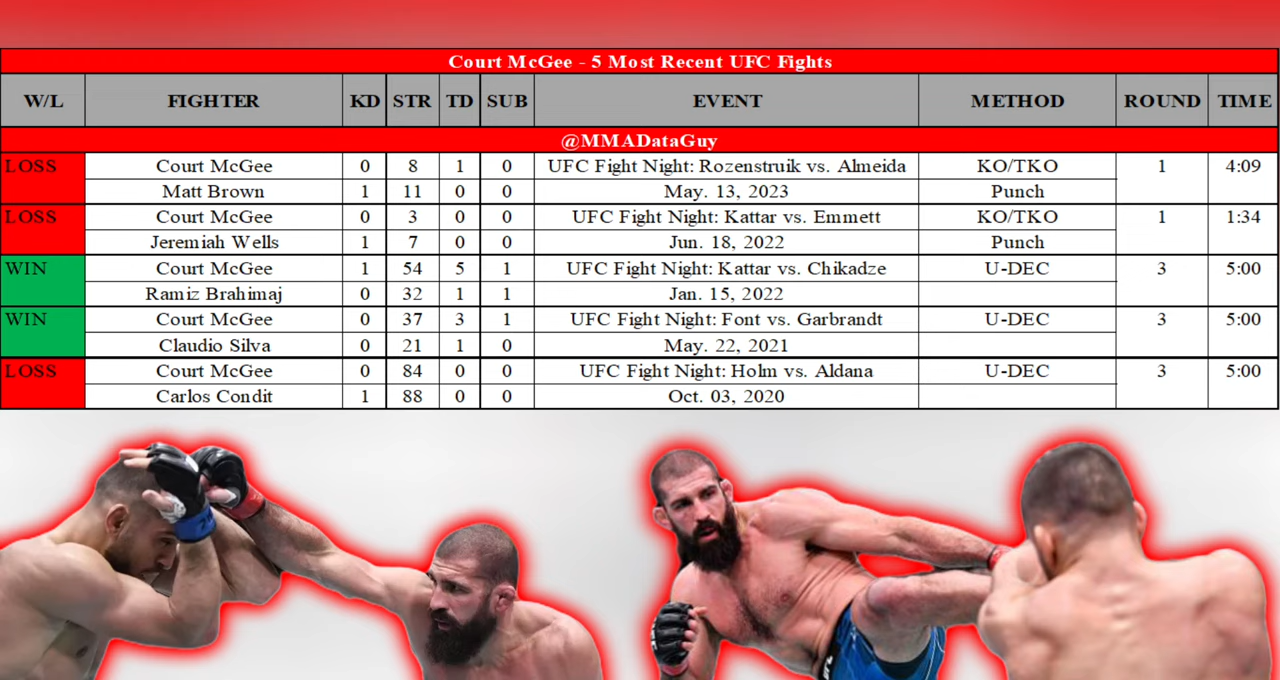 Court McGee - 5 Most Recent UFC Fights
W/L FIGHTER KD STR TD SUB EVENT METHOD ROUND TIME
@MMADataGuy
LOSS Court McGee 0 8 1 0 UFC Fight Night: Rozenstruik vs. Almeida KO/TKO 1 4:09
Matt Brown 1 11 0 0 May. 13, 2023 Punch
LOSS Court McGee 0 3 0 0 UFC Fight Night: Kattar vs. Emmett KO/TKO 1 1:34
Jeremiah Wells 1 7 0 0 Jun. 18, 2022 Punch
WIN Court McGee 1 54 5 1 UFC Fight Night: Kattar vs. Chikadze U-DEC 3 5:00
Ramiz Brahimaj 0 32 1 1 Jan. 15, 2022
WIN Court McGee 0 37 3 1 UFC Fight Night: Font vs. Garbrandt U-DEC 3 5:00
Claudio Silva 0 21 1 0 May. 22, 2021
LOSS Court McGee 0 84 0 0 UFC Fight Night: Holm vs. Aldana U-DEC 3 5:00
Carlos Condit 1 88 0 0 Oct. 03, 2020